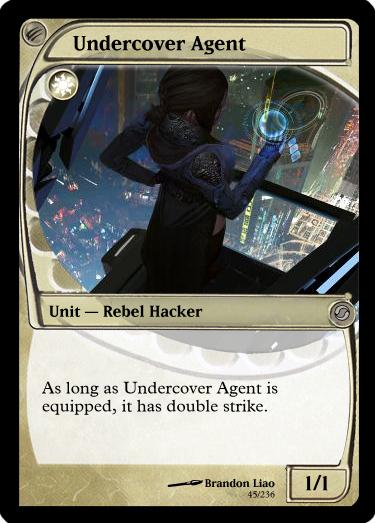 Undercover Agent
Unit — Rebel Hacker
As long as Undercover Agent is
equipped, it has double strike.
Brandon Liao
45/236
1/1